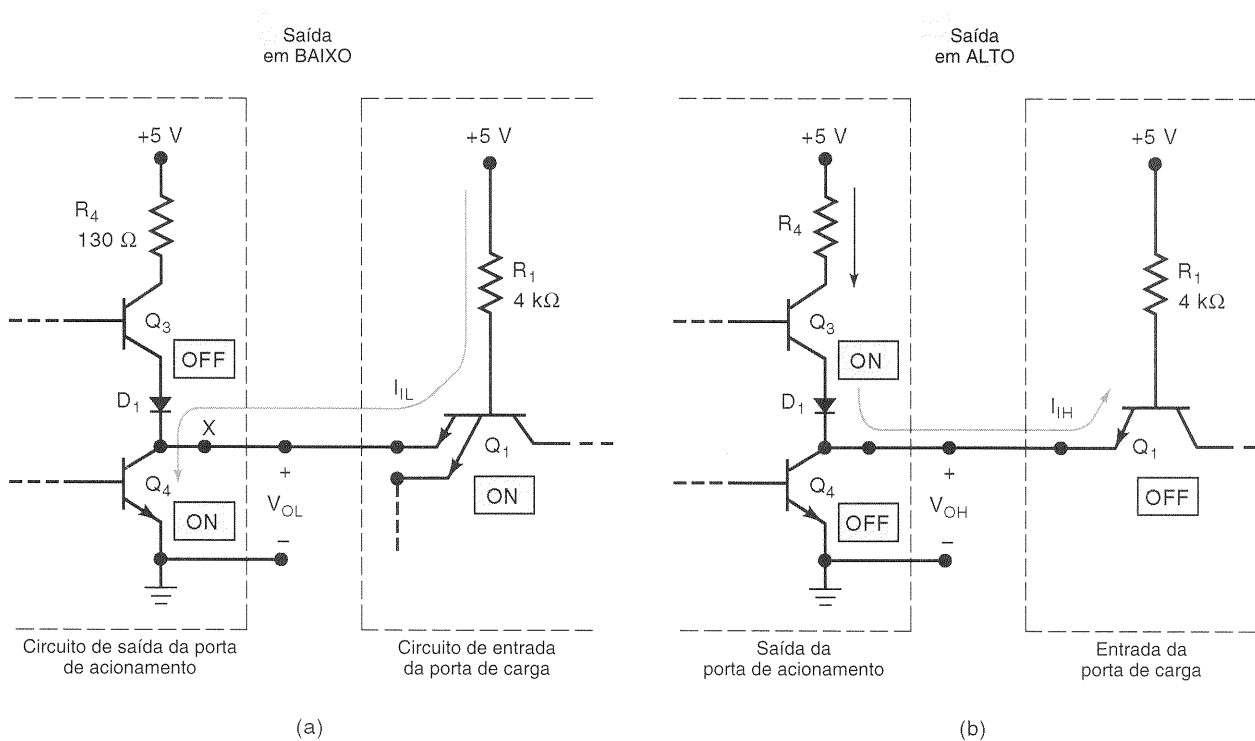 Saída
em BAIXO
+5 V
R4
130 Ω
Q3
OFF
D1
X
Q4
ON
+
VOL
–
Circuito de saída da porta
de acionamento
+5 V
R1
4 kΩ
IIL
Q1
ON
Circuito de entrada
da porta de carga
(a)
Saída
em ALTO
+5 V
R4
Q3
ON
D1
Q4
OFF
+
VOH
–
Saída da
porta de acionamento
+5 V
R1
4 kΩ
IIH
Q1
OFF
Entrada da
porta de carga
(b)